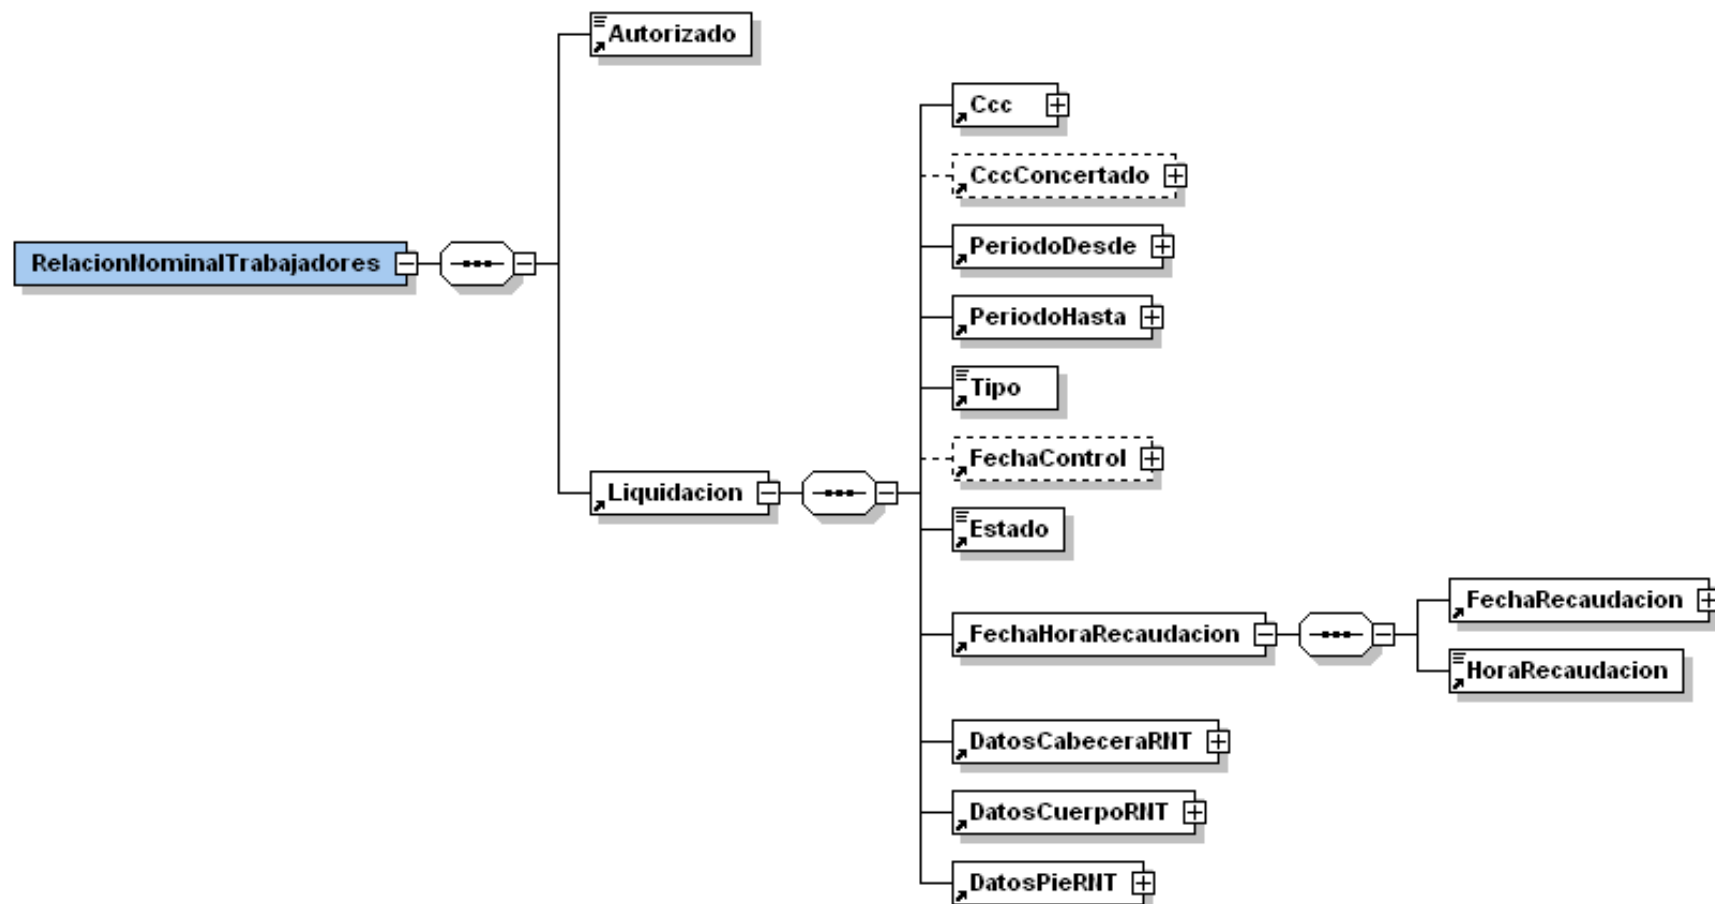 Autorizado
Ccc
CccConcertado
PeriodoDesde
RelacionNominalTrabajadores
PeriodoHasta
Tipo
FechaControl
Liquidacion
Estado
FechaRecaudacion
FechaHoraRecaudacion
HoraRecaudacion
DatosCabeceraRNT
DatosCuerpoRNT
DatosPieRNT